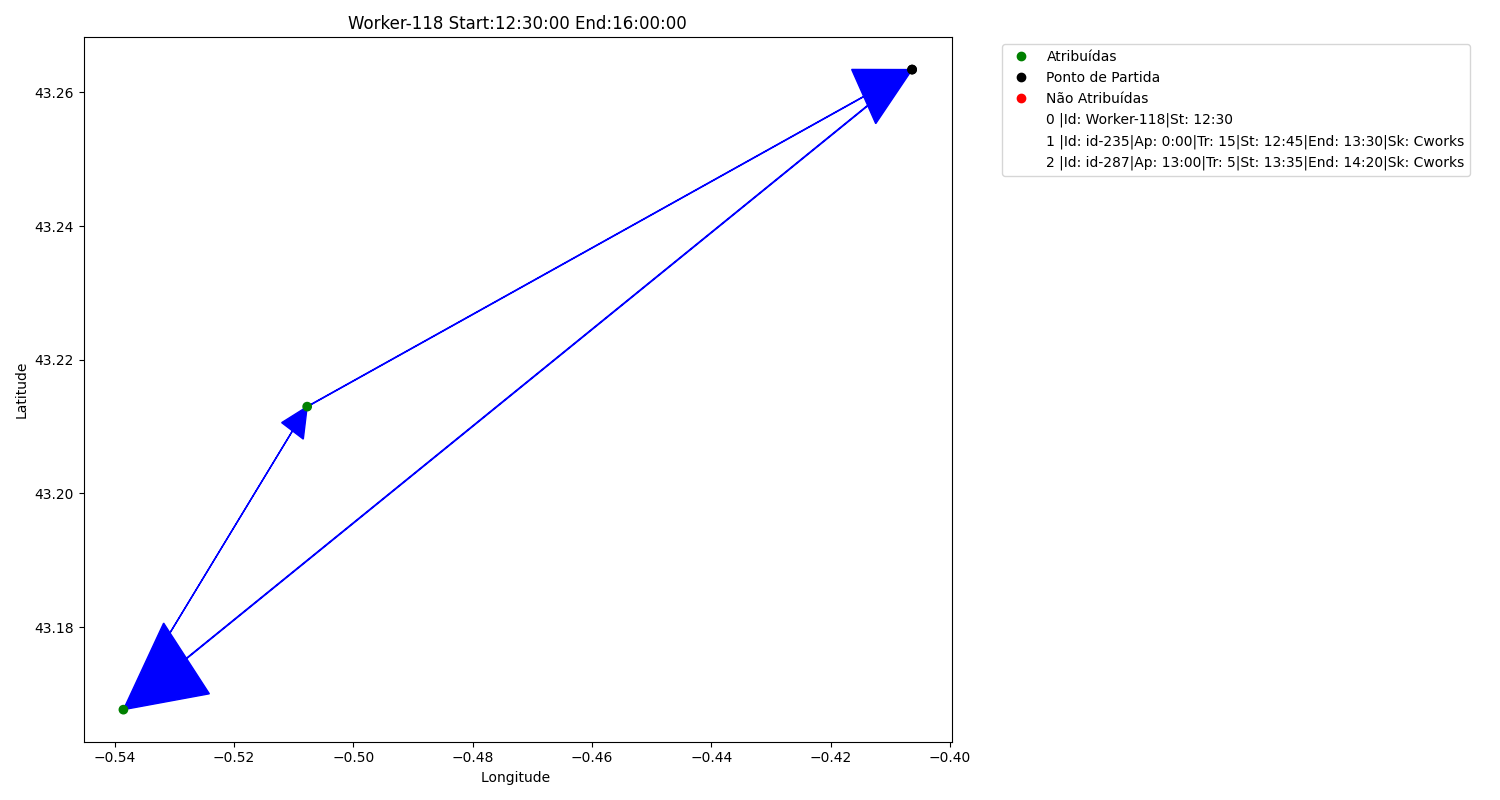 Worker-118 Start:12:30:00 End:16:00:00
Atribuídas
Ponto de Partida
Não Atribuídas
0 |Id: Worker-118|St: 12:30
1 |Id: id-235|Ap: 0:00|Tr: 15|St: 12:45|End: 13:30|Sk: Cworks
2 |Id: id-287|Ap: 13:00|Tr: 5|St: 13:35|End: 14:20|Sk: Cworks
Latitude
43.26
43.24
43.22
43.20
43.18
−0.54
−0.52
−0.50
−0.48
−0.46
−0.44
−0.42
−0.40
Longitude